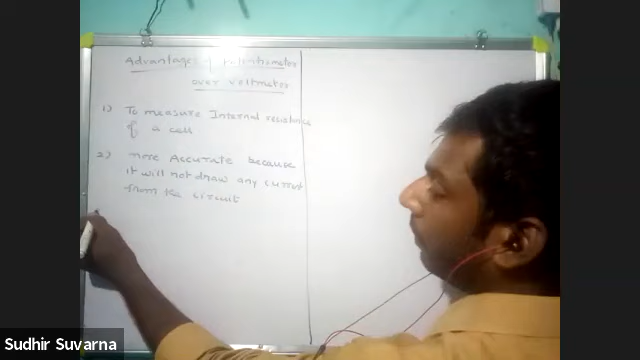 Advantages of Potentiometer
over voltmeter
1) To measure Internal resistance
of a cell
2) more Accurate because
it will not draw any current
from the circuit
Sudhir Suvarna